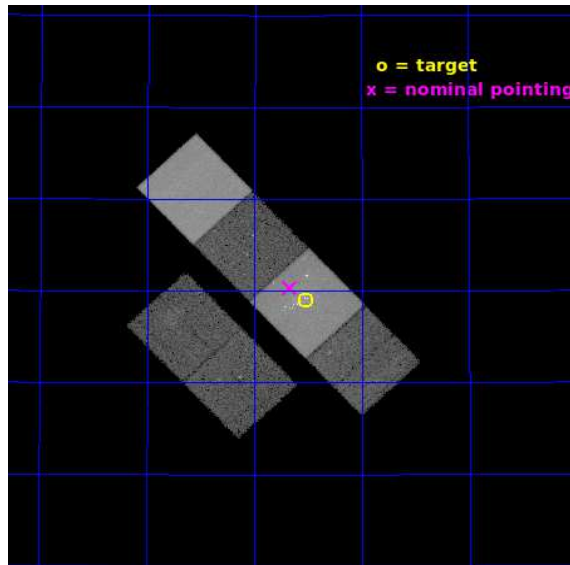 o = target
x = nominal pointing